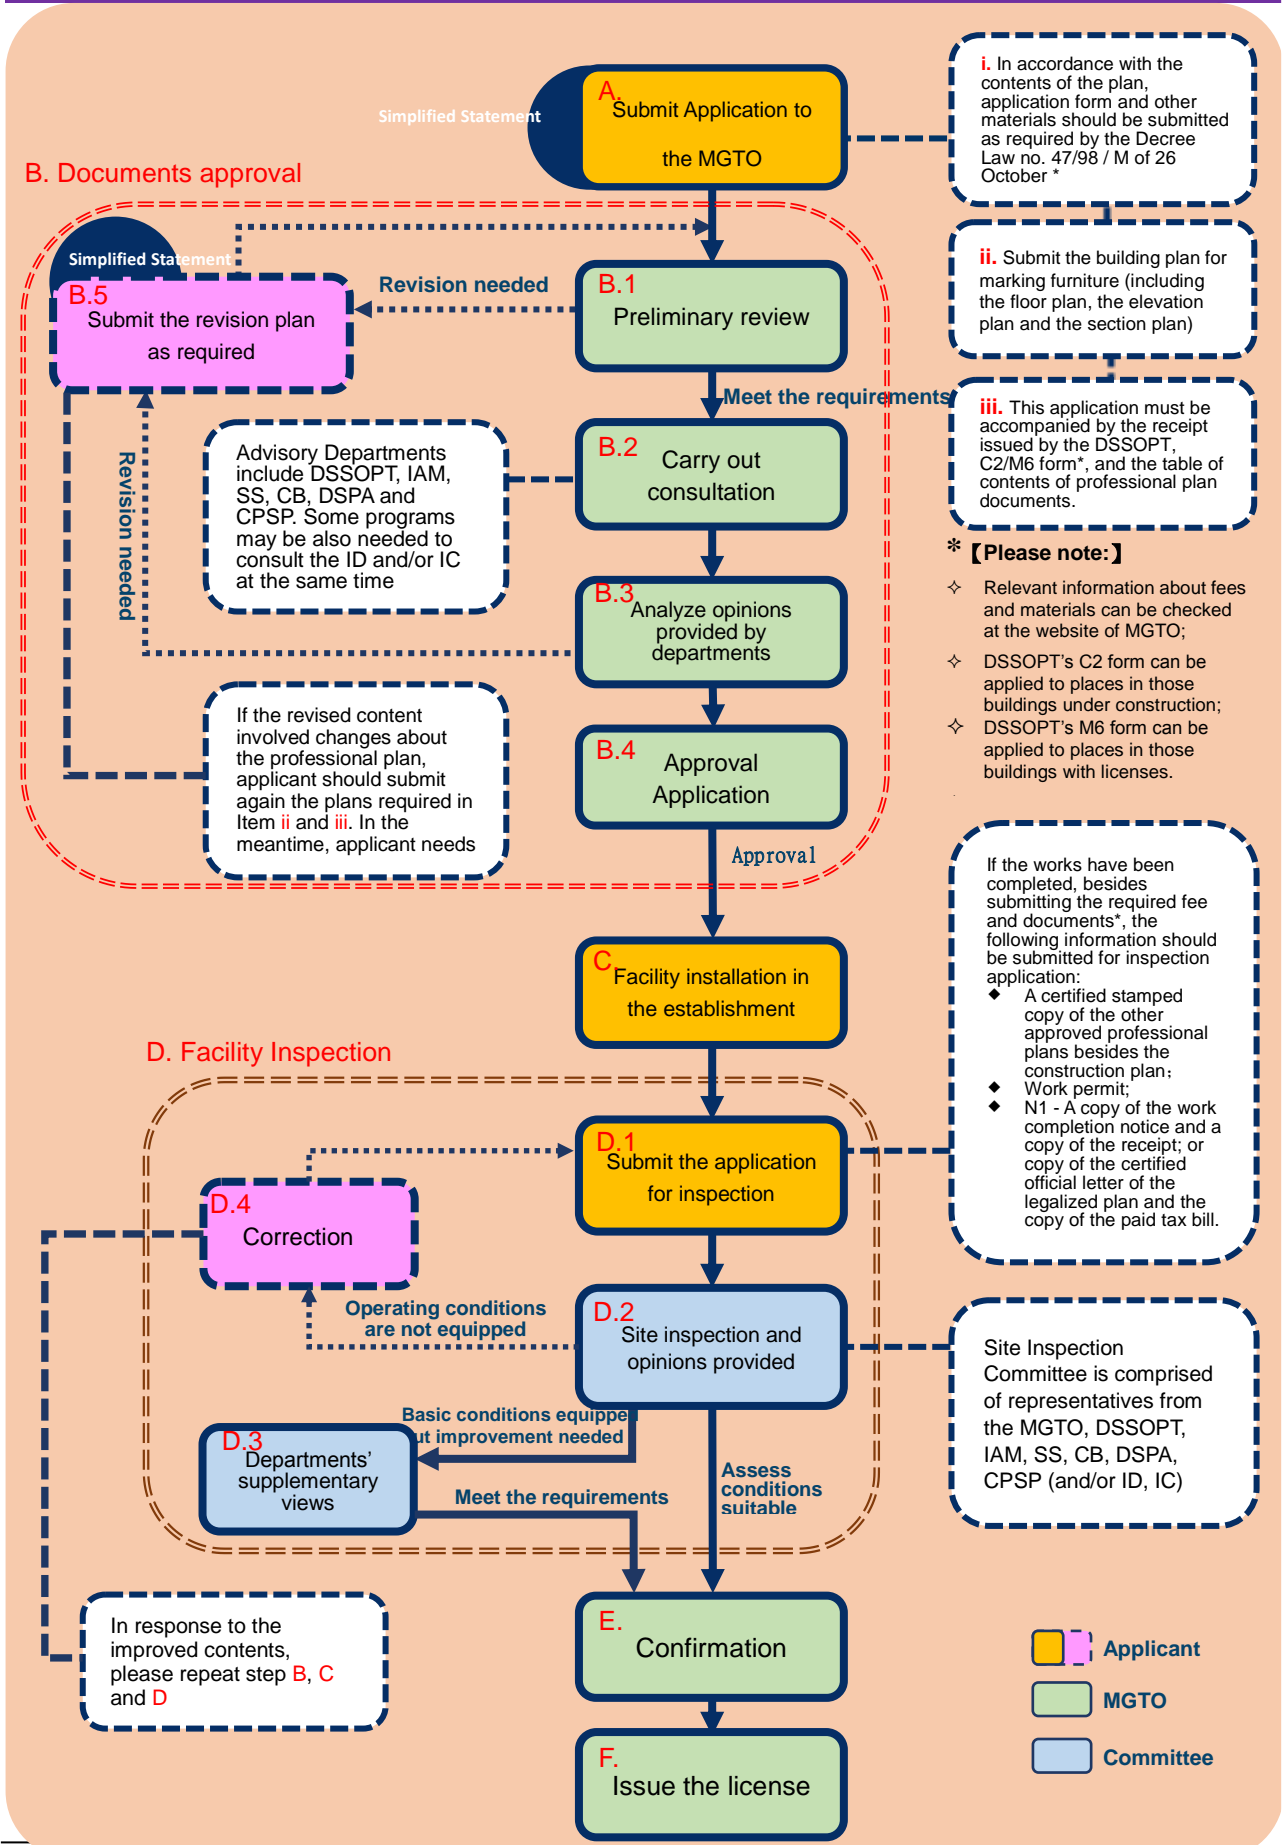 A.
Submit Application to
the MGTO
Simplified Statement
i. In accordance with the
contents of the plan,
application form and other
materials should be submitted
as required by the Decree
Law no. 47/98 / M of 26
October *
B. Documents approval
Simplified Statement
B.5
Submit the revision plan
as required
Revision needed
B.1
Preliminary review
ii. Submit the building plan for
marking furniture (including
the floor plan, the elevation
plan and the section plan)
Meet the requirements
iii. This application must be
accompanied by the receipt
issued by the DSSOPT,
C2/M6 form*, and the table of
contents of professional plan
documents.
Revision needed
Advisory Departments
include DSSOPT, IAM,
SS, CB, DSPA and
CPSP. Some programs
may be also needed to
consult the ID and/or IC
at the same time
B.2
Carry out
consultation
* 【Please note:】
✧ Relevant information about fees
and materials can be checked
at the website of MGTO;
✧ DSSOPT's C2 form can be
applied to places in those
buildings under construction;
✧ DSSOPT's M6 form can be
applied to places in those
buildings with licenses.
B.3
Analyze opinions
provided by
departments
If the revised content
involved changes about
the professional plan,
applicant should submit
again the plans required in
Item ii and iii. In the
meantime, applicant needs
B.4
Approval
Application
Approval
If the works have been
completed, besides
submitting the required fee
and documents*, the
following information should
be submitted for inspection
application:
◆ A certified stamped
copy of the other
approved professional
plans besides the
construction plan;
◆ Work permit;
◆ N1 - A copy of the work
completion notice and a
copy of the receipt; or
copy of the certified
official letter of the
legalized plan and the
copy of the paid tax bill.
C.
Facility installation in
the establishment
D. Facility Inspection
D.1
Submit the application
for inspection
D.4
Correction
Operating conditions
are not equipped
D.2
Site inspection and
opinions provided
Site Inspection
Committee is comprised
of representatives from
the MGTO, DSSOPT,
IAM, SS, CB, DSPA,
CPSP (and/or ID, IC)
Basic conditions equipped
ut improvement needed
D.3
Departments'
supplementary
views
Meet the requirements
Assess
conditions
suitable
In response to the
improved contents,
please repeat step B, C
and D
E.
Confirmation
F.
Issue the license
Applicant
MGTO
Committee